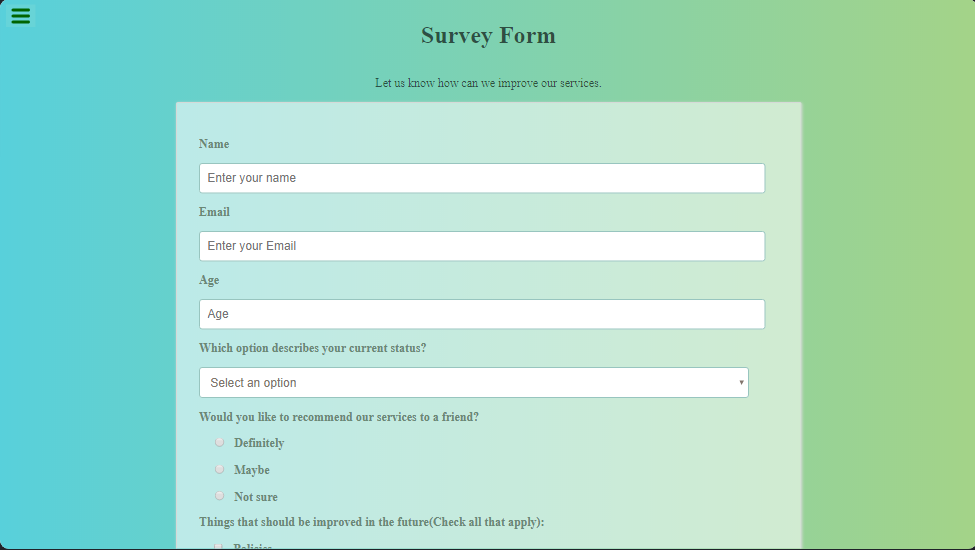 Survey Form
Let us know how can we improve our services.
Name
Enter your name
Email
Enter your Email
Age
Age
Which option describes your current status?
Select an option
Would you like to recommend our services to a friend?
Definitely
Maybe
Not sure
Things that should be improved in the future(Check all that apply):
Policies